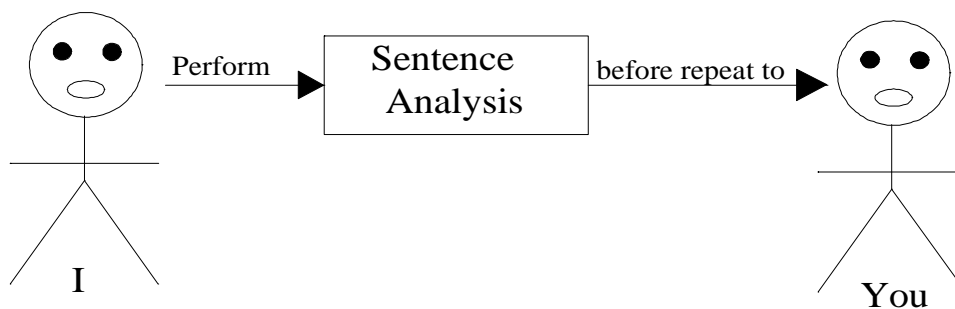 Perform
Sentence
Analysis
before repeat to
I
You